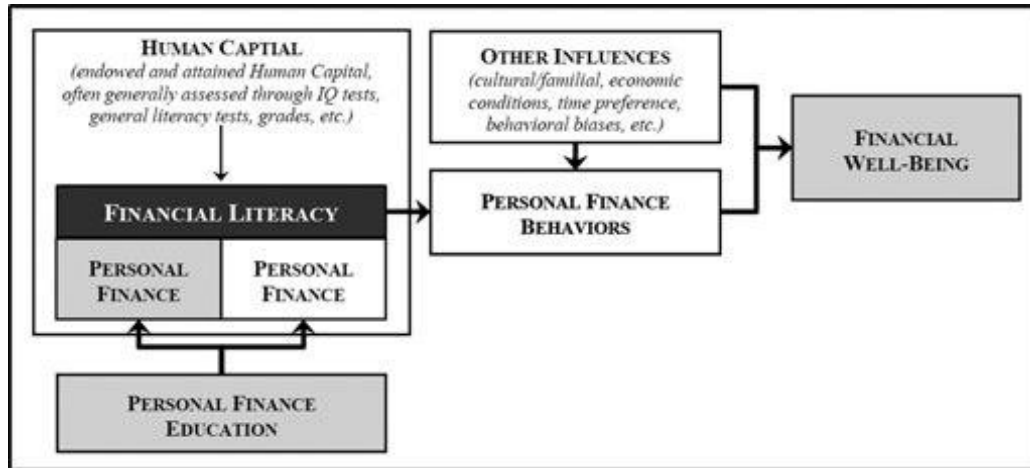 HUMAN CAPTIAL
(endowed and attained Human Capital,
often generally assessed through IQ tests,
general literacy tests, grades, etc.)
FINANCIAL LITERACY
PERSONAL
FINANCE
PERSONAL
FINANCE
PERSONAL FINANCE
EDUCATION
OTHER INFLUENCES
(cultural/familial, economic
conditions, time preference,
behavioral biases, etc.)
PERSONAL FINANCE
BEHAVIORS
FINANCIAL
WELL-BEING